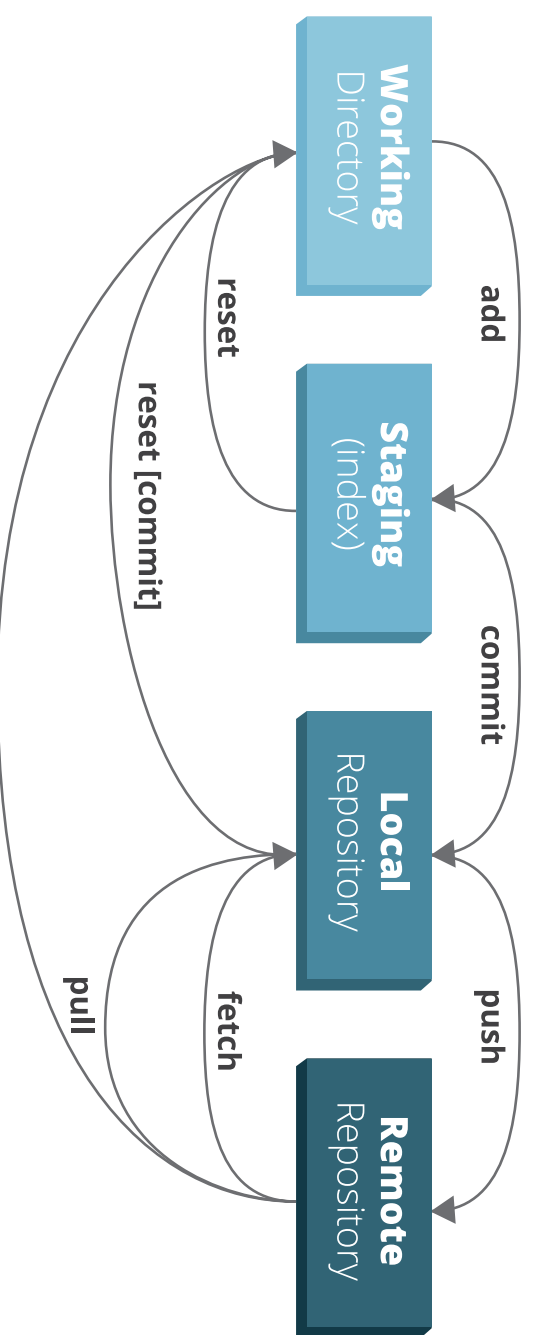 Working
Directory
Staging
(index)
Local
Repository
Remote
Repository
add
commit
push
reset
fetch
reset [commit]
pull